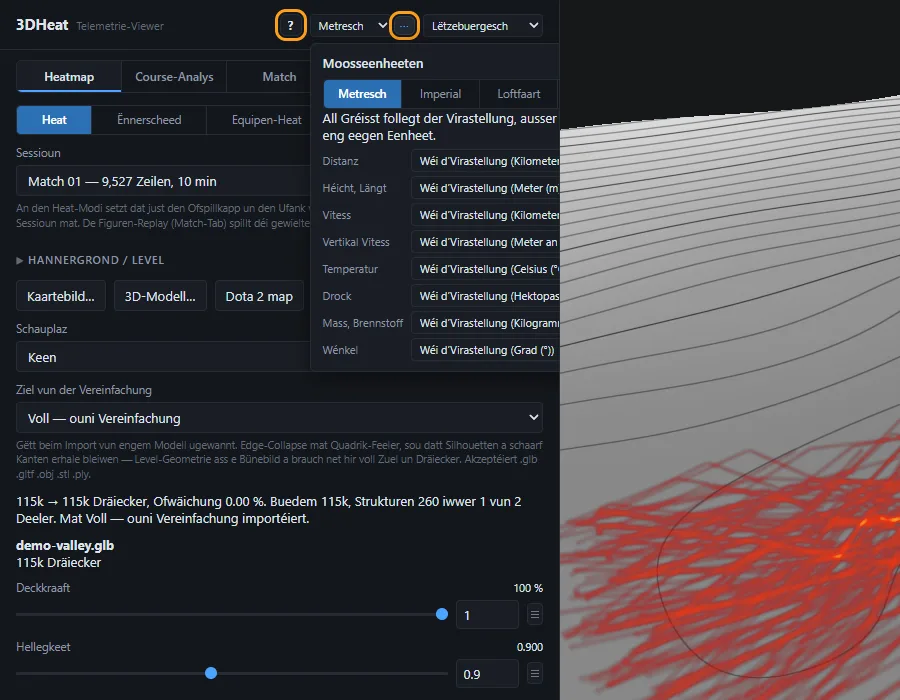 3DHeat Telemetrie-Viewer ? Metresch ... Lëtzebuergesch
Heatmap Course-Analys Match
Moosseenheeten
Metresch Imperial Loftfaart
Heat Ënnerscheed Equipen-Heat
All Gréisst follegt der Virastellung, ausser
eng eegen Eenheet.
Sessioun
Distanz Wéi d'Virastellung (Kilometer
Match 01 — 9,527 Zeilen, 10 min
Héicht, Längt Wéi d'Virastellung (Meter (m
An den Heat-Modi setzt dat just den Ofspillkapp un den Ufank
Vitess Wéi d'Virastellung (Kilometer
Sessioun mat. De Figuren-Replay (Match-Tab) spillt déi gewielte
Vertikal Vitess Wéi d'Virastellung (Meter an
▶ HANNERGROND / LEVEL
Temperatur Wéi d'Virastellung (Celsius (°
Kaartebild... 3D-Modell... Dota 2 map
Drock Wéi d'Virastellung (Hektopas
Mass, Brennstoff Wéi d'Virastellung (Kilogramm
Schauplaz
Wénkel Wéi d'Virastellung (Grad (°))
Keen
Ziel vun der Vereinfachung
Voll — ouni Vereinfachung
Gëtt beim Import vun engem Modell ugewannt. Edge-Collapse mat Quadrik-Feeler, sou datt Silhouetten a schaarf
Kanten erhale bleiwen — Level-Geometrie ass e Bünebild a brauch net hir voll Zuel un Dräiecker. Akzeptéiert .glb
.gltf .obj .stl .ply.
115k → 115k Dräiecker, Ofwäichung 0.00 %. Buedem 115k, Strukturen 260 iwwer 1 vun 2
Deeler. Mat Voll — ouni Vereinfachung importéiert.
demo-valley.glb
115k Dräiecker
Deckkraaft 100 %
1
Hellegkeet 0.900
0.9